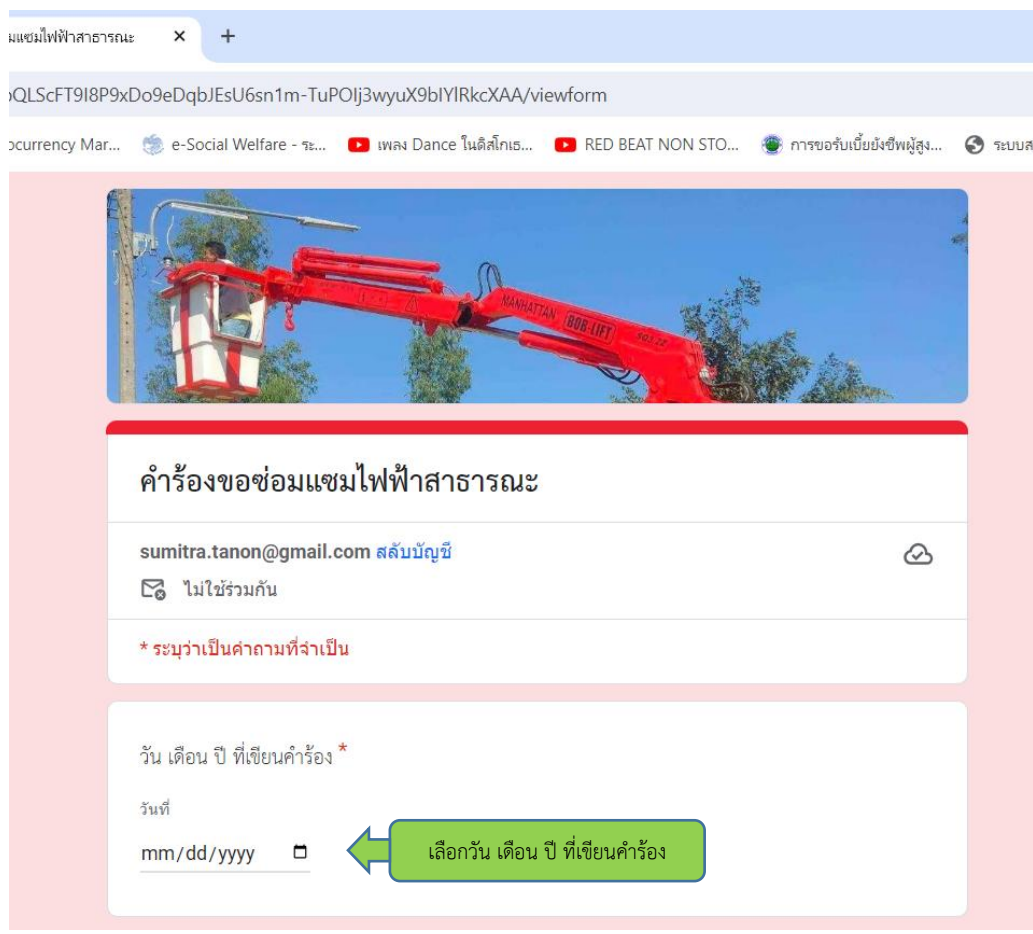 มแซมไฟฟ้าสาธารณะ × +
QLScFT9I8P9xDo9eDqbJEsU6sn1m-TuPOIj3wyuX9bIYIRkcXAA/viewform
ocurrency Mar... e-Social Welfare - ระ... เพลง Dance ในดิสโกเธ... RED BEAT NON STO... การขอรับเบี้ยยังชีพผู้สูง... ระบบส
MANHATTAN BOB-LIFT
คำร้องขอซ่อมแซมไฟฟ้าสาธารณะ
sumitra.tanon@gmail.com สลับบัญชี
ไม่ใช้ร่วมกัน
* ระบุว่าเป็นคำถามที่จำเป็น
วัน เดือน ปี ที่เขียนคำร้อง *
วันที่
mm/dd/yyyy
เลือกวัน เดือน ปี ที่เขียนคำร้อง